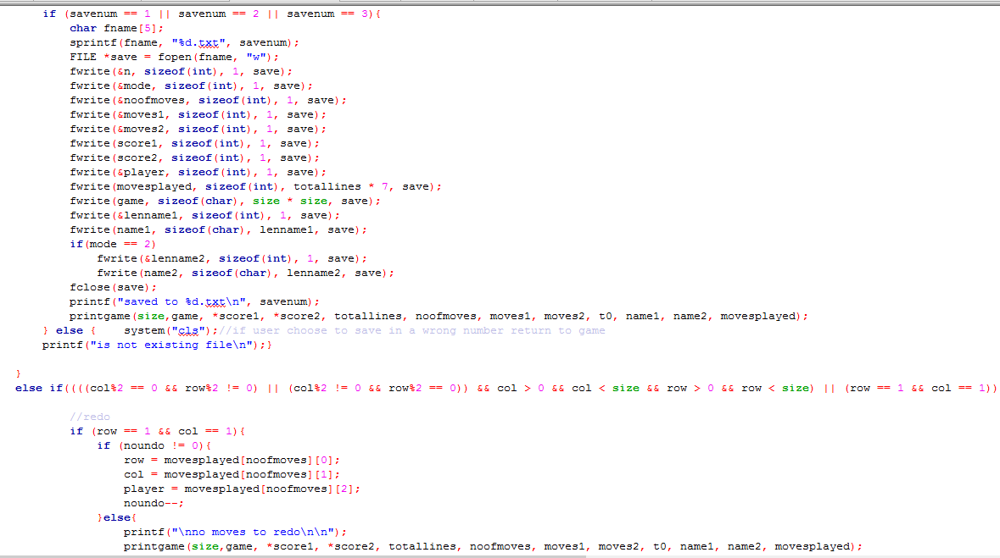 if (savenum == 1 || savenum == 2 || savenum == 3){
char fname[5];
sprintf(fname, "%d.txt", savenum);
FILE *save = fopen(fname, "w");
fwrite(&n, sizeof(int), 1, save);
fwrite(&mode, sizeof(int), 1, save);
fwrite(&noofmoves, sizeof(int), 1, save);
fwrite(&moves1, sizeof(int), 1, save);
fwrite(&moves2, sizeof(int), 1, save);
fwrite(score1, sizeof(int), 1, save);
fwrite(score2, sizeof(int), 1, save);
fwrite(&player, sizeof(int), 1, save);
fwrite(movesplayed, sizeof(int), totallines * 7, save);
fwrite(game, sizeof(char), size * size, save);
fwrite(&lenname1, sizeof(int), 1, save);
fwrite(name1, sizeof(char), lenname1, save);
if(mode == 2)
fwrite(&lenname2, sizeof(int), 1, save);
fwrite(name2, sizeof(char), lenname2, save);
fclose(save);
printf("saved to %d.txt\n", savenum);
printgame(size,game, *score1, *score2, totallines, noofmoves, moves1, moves2, t0, name1, name2, movesplayed);
} else {    system("cls");//if user choose to save in a wrong number return to game
printf("is not existing file\n");}
}
else if((((col%2 == 0 && row%2 != 0) || (col%2 != 0 && row%2 == 0)) && col > 0 && col < size && row > 0 && row < size) || (row == 1 && col == 1))
//redo
if (row == 1 && col == 1){
if (noundo != 0){
row = movesplayed[noofmoves][0];
col = movesplayed[noofmoves][1];
player = movesplayed[noofmoves][2];
noundo--;
}else{
printf("\nno moves to redo\n\n");
printgame(size,game, *score1, *score2, totallines, noofmoves, moves1, moves2, t0, name1, name2, movesplayed);